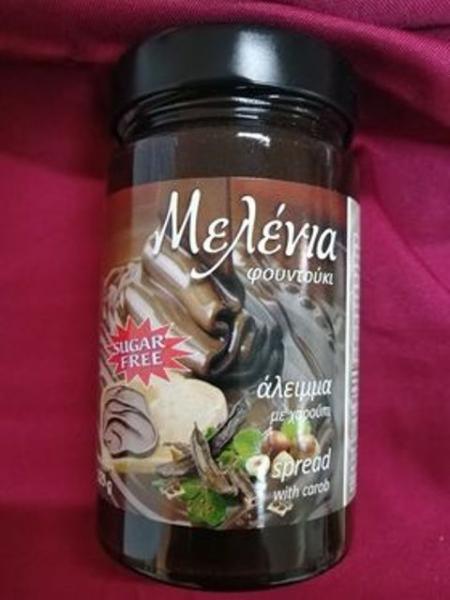 Μελένια
φουντούκι
SUGAR
FREE
άλειμμα
με χαρούπι
spread
with carob